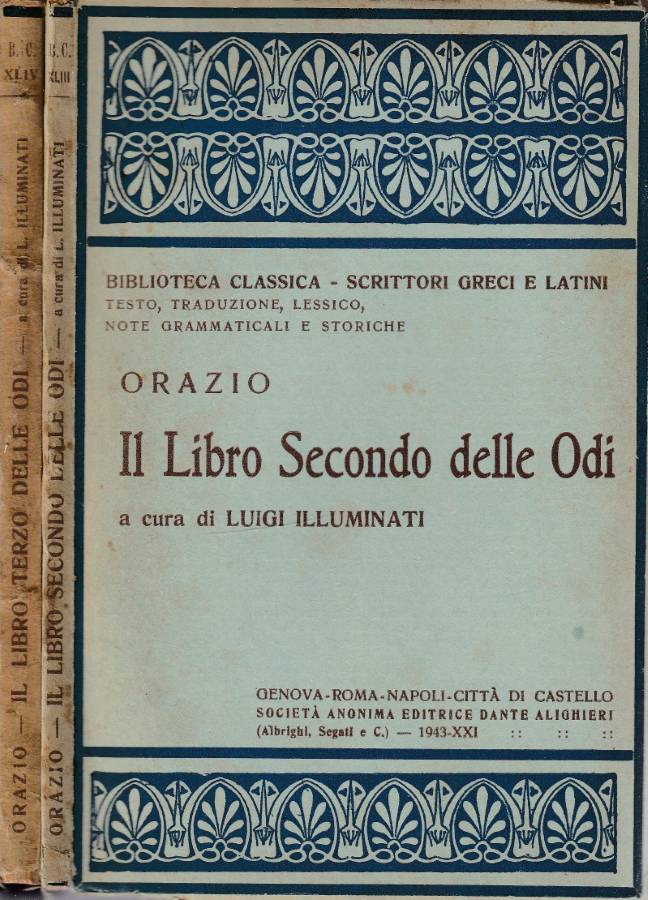 B. C.
XLIV
ORAZIO — IL LIBRO TERZO DELLE ODI — a cura di L. ILLUMINATI
B. C.
XLIII
ORAZIO — IL LIBRO SECONDO DELLE ODI — a cura di L. ILLUMINATI
BIBLIOTECA CLASSICA - SCRITTORI GRECI E LATINI
TESTO, TRADUZIONE, LESSICO,
NOTE GRAMMATICALI E STORICHE
ORAZIO
Il Libro Secondo delle Odi
a cura di LUIGI ILLUMINATI
GENOVA-ROMA-NAPOLI-CITTÀ DI CASTELLO
SOCIETÀ ANONIMA EDITRICE DANTE ALIGHIERI
(Albrighi, Segati e C.) — 1943-XXI :: :: ::